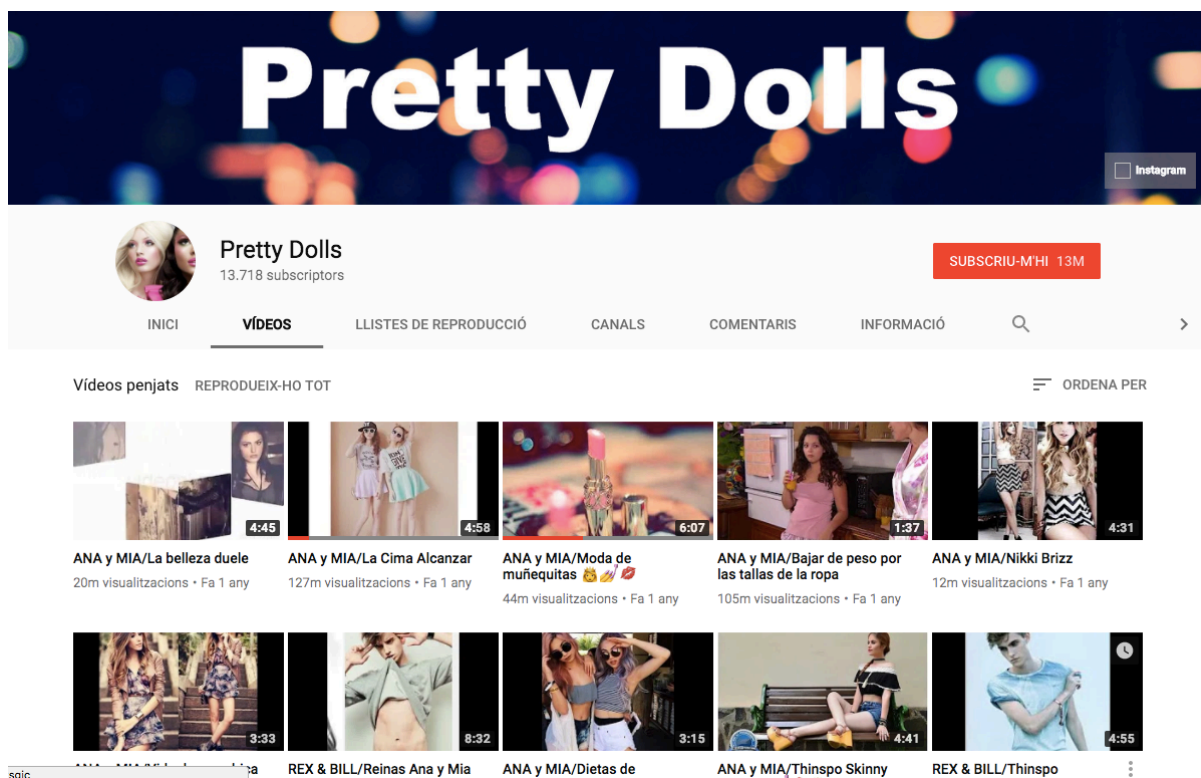 Pretty Dolls
Instagram
Pretty Dolls
13.718 subscriptors
SUBSCRIU-M'HI 13M
INICI VÍDEOS LLISTES DE REPRODUCCIÓ CANALS COMENTARIS INFORMACIÓ
Vídeos penjats REPRODUEIX-HO TOT ORDENA PER
4:45 4:58 6:07 1:37 4:31
ANA y MIA/La belleza duele
20m visualitzacions • Fa 1 any
ANA y MIA/La Cima Alcanzar
127m visualitzacions • Fa 1 any
ANA y MIA/Moda de
muñequitas 👸💅💋
44m visualitzacions • Fa 1 any
ANA y MIA/Bajar de peso por
las tallas de la ropa
105m visualitzacions • Fa 1 any
ANA y MIA/Nikki Brizz
12m visualitzacions • Fa 1 any
3:33 8:32 3:15 4:41 4:55
REX & BILL/Reinas Ana y Mia
ANA y MIA/Dietas de
ANA y MIA/Thinspo Skinny
REX & BILL/Thinspo